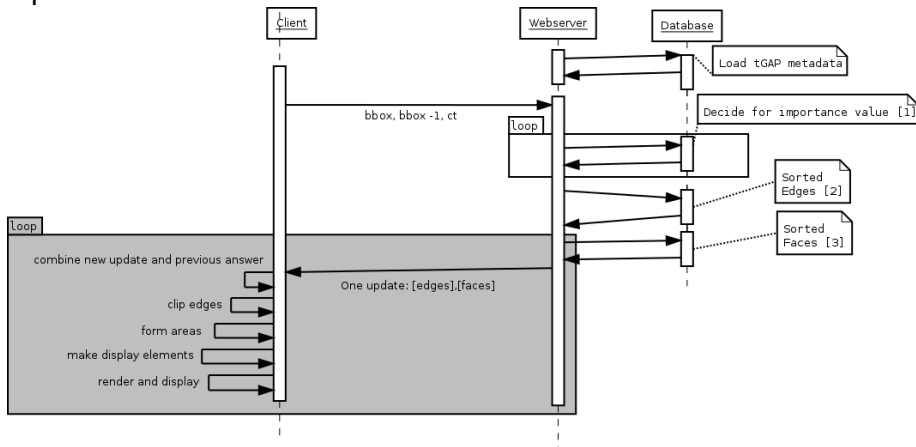 Client
Webserver
Database
Load tGAP metadata
bbox, bbox -1, ct
Decide for importance value [1]
loop
Sorted
Edges [2]
Sorted
Faces [3]
loop
combine new update and previous answer
One update: [edges],[faces]
clip edges
form areas
make display elements
render and display